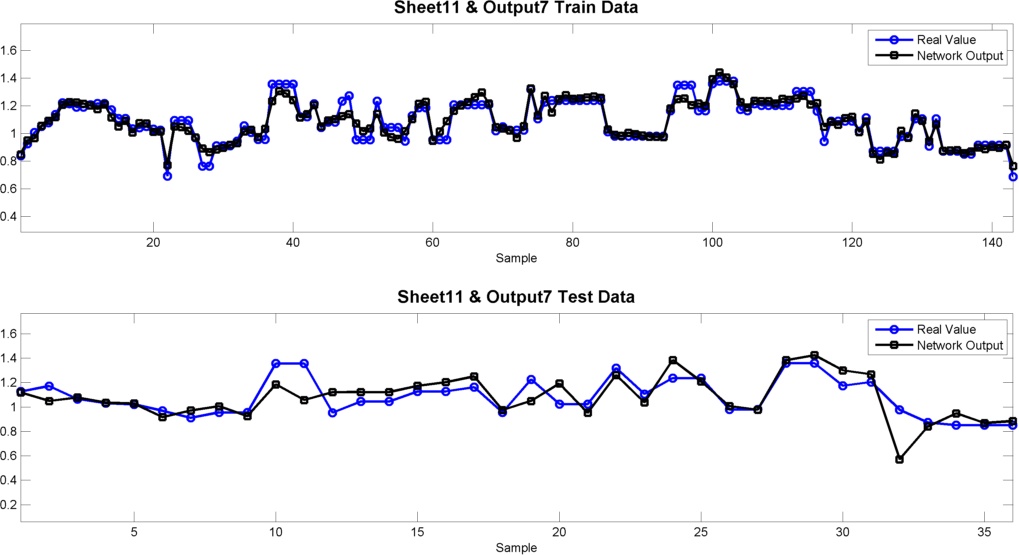 Sheet11 & Output7 Train Data
1.6
1.4
1.2
1
0.8
0.6
0.4
Real Value
Network Output
20 40 60 80 100 120 140
Sample
Sheet11 & Output7 Test Data
1.6
1.4
1.2
1
0.8
0.6
0.4
0.2
Real Value
Network Output
5 10 15 20 25 30 35
Sample